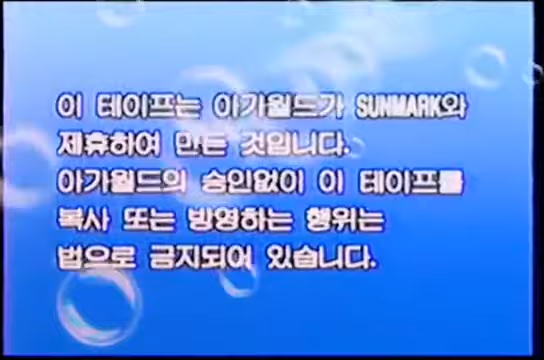 이 테이프는 아가월드가 SUNMARK와
제휴하여 만든 것입니다.
아가월드의 승인없이 이 테이프를
복사 또는 방영하는 행위는
법으로 금지되어 있습니다.